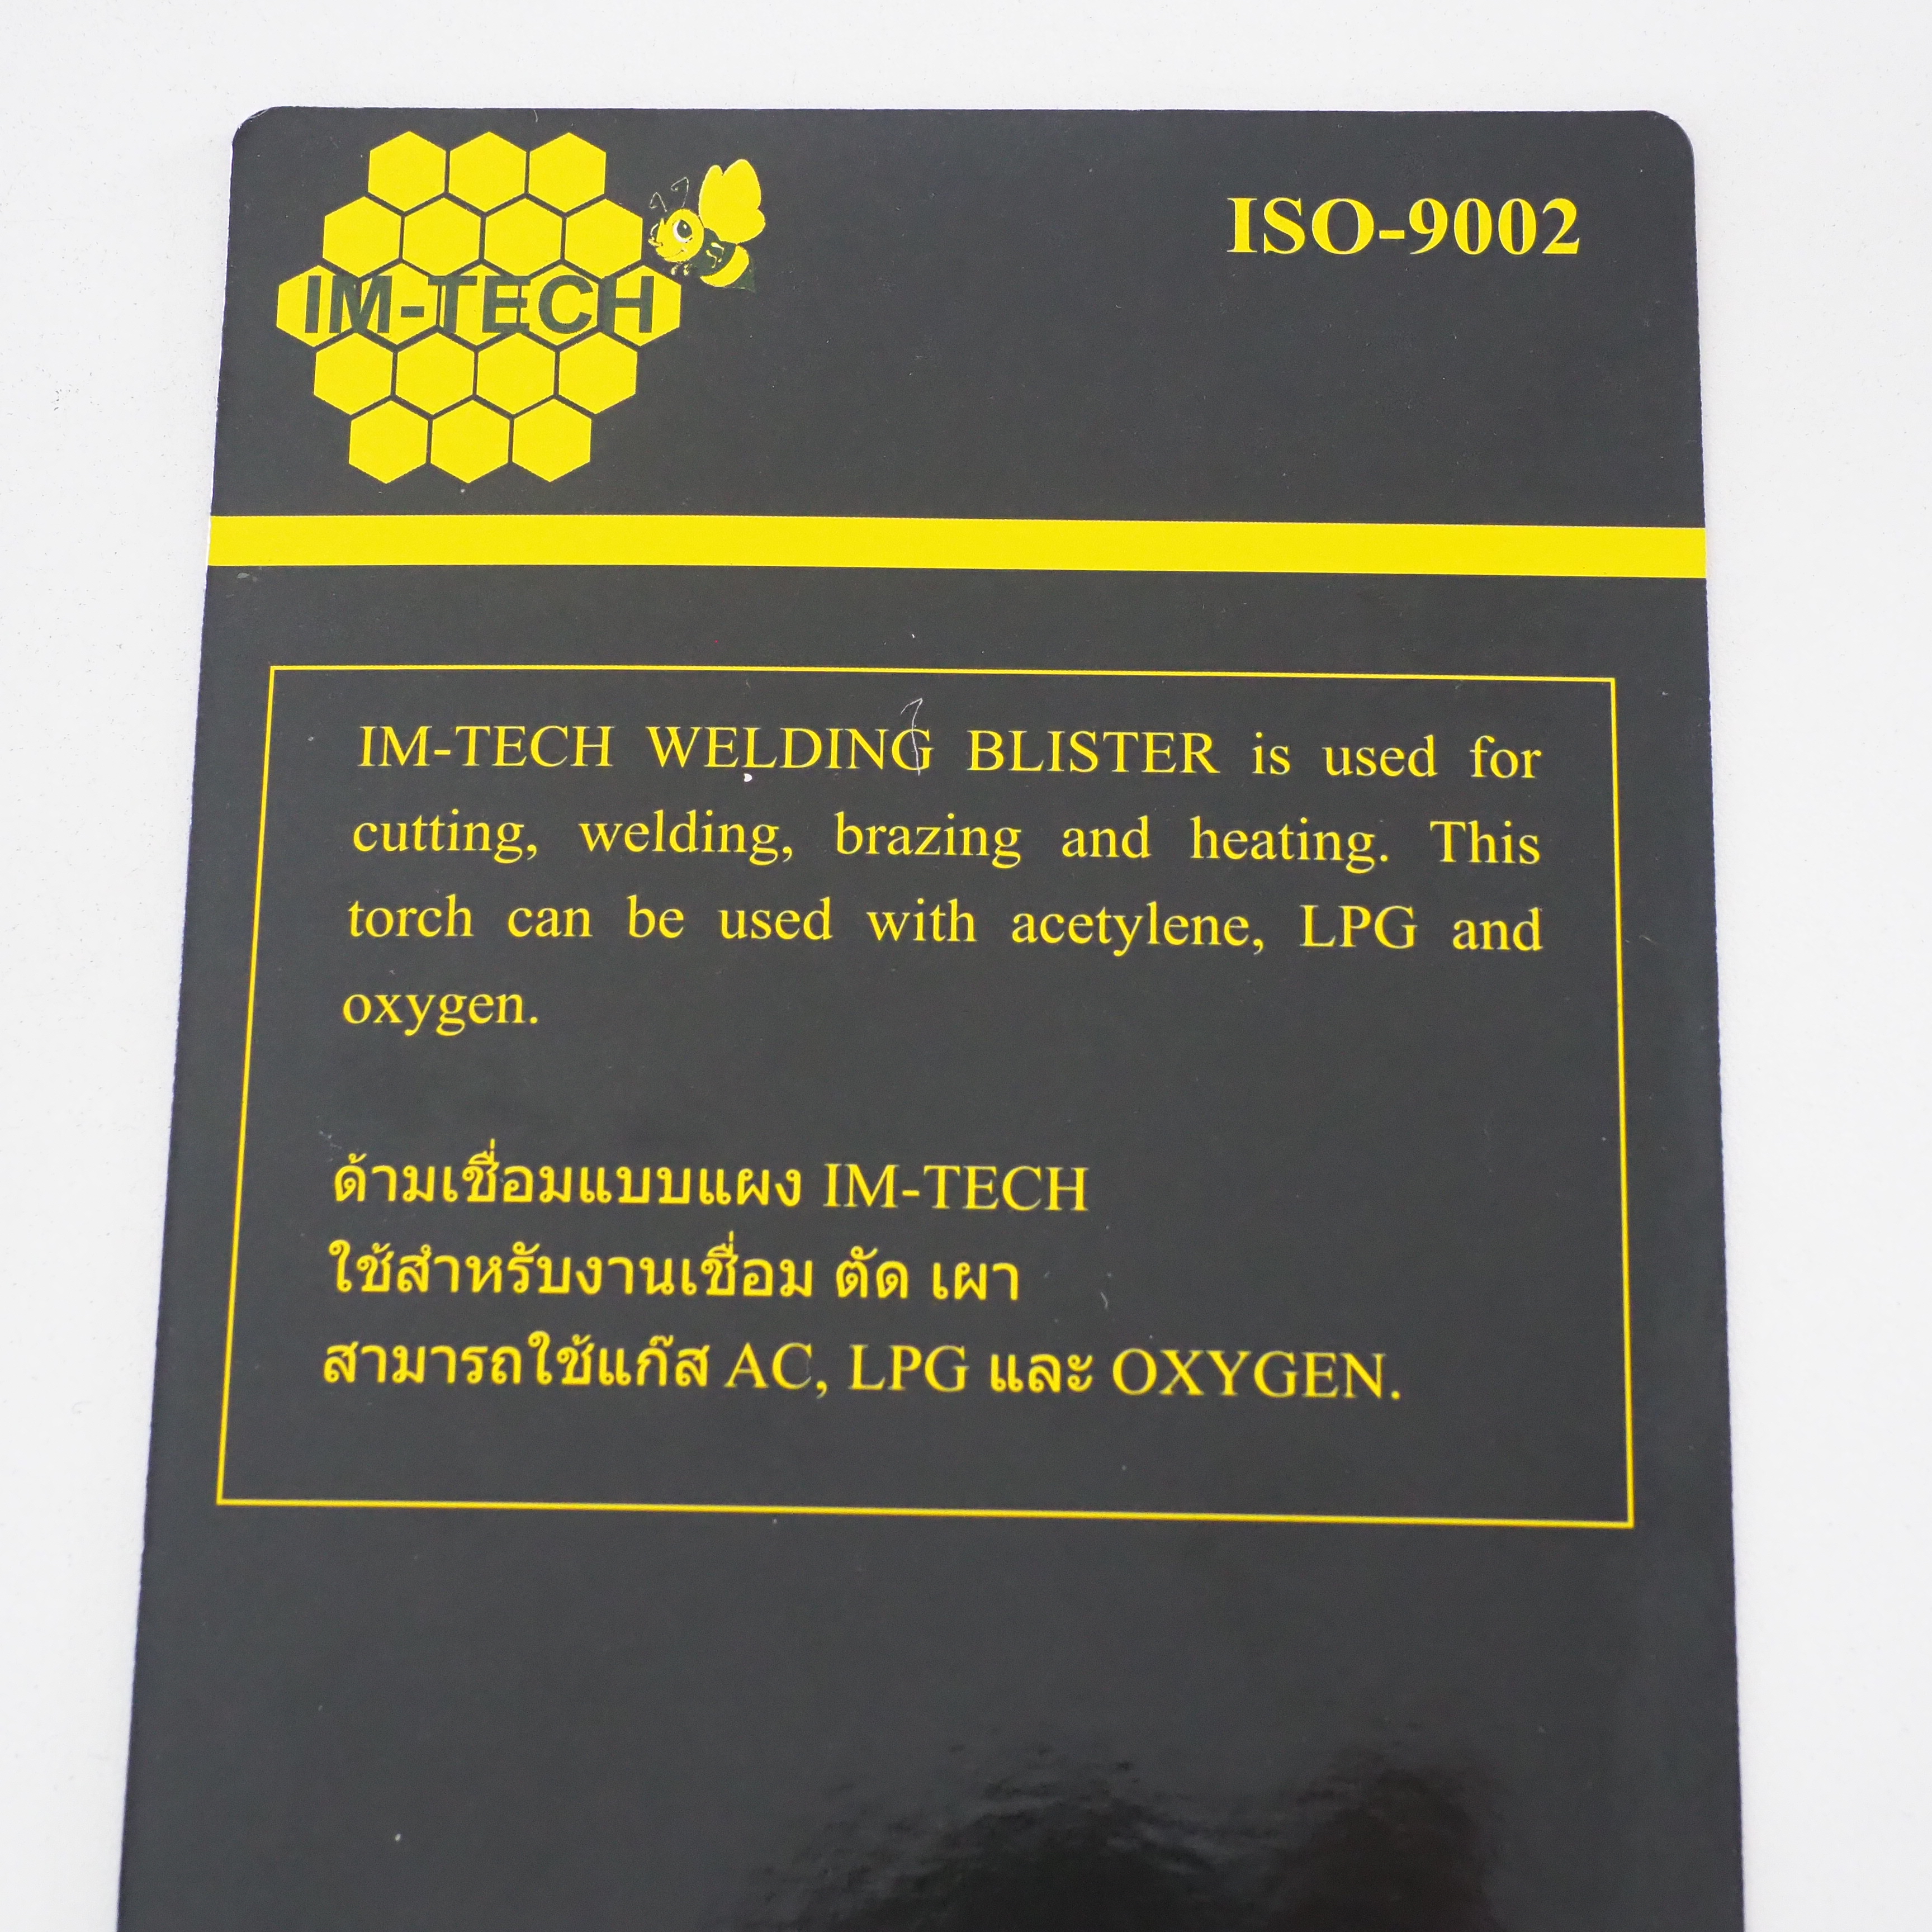 IM-TECH
ISO-9002
IM-TECH WELDING BLISTER is used for
cutting, welding, brazing and heating. This
torch can be used with acetylene, LPG and
oxygen.
ด้ามเชื่อมแบบแผง IM-TECH
ใช้สำหรับงานเชื่อม ตัด เผา
สามารถใช้แก๊ส AC, LPG และ OXYGEN.